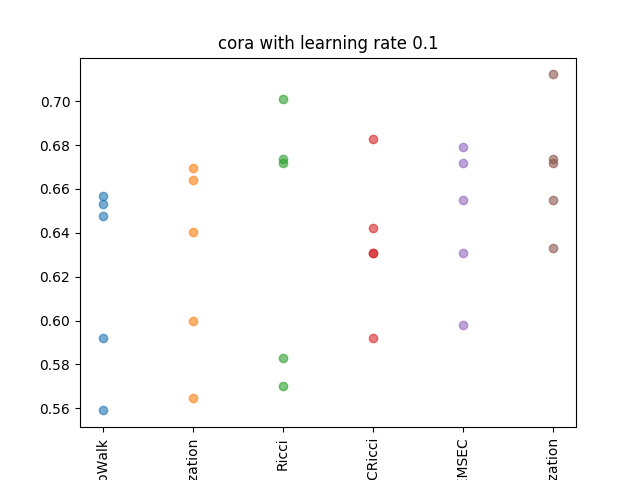 cora with learning rate 0.1
0.70
0.68
0.66
0.64
0.62
0.60
0.58
0.56
Walk
zation
Ricci
CRicci
MSEC
zation